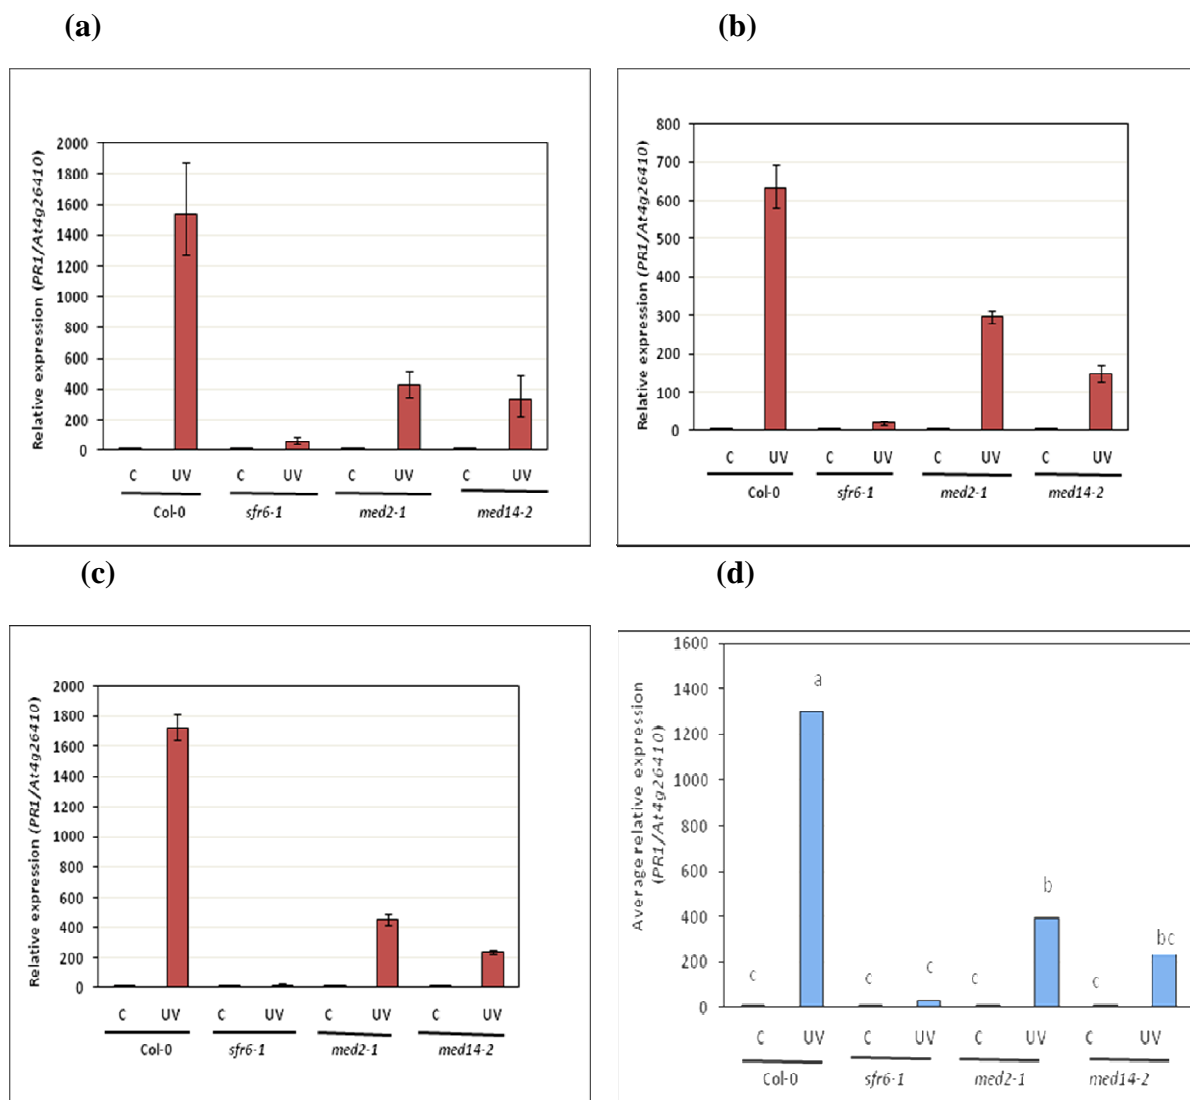 (a)
(b)
2000
1800
1600
1400
1200
1000
800
600
400
200
0
Relative expression (PR1/At4g26410)
C UV C UV C UV C UV
Col-0 sfr6-1 med2-1 med14-2
800
700
600
500
400
300
200
100
0
Relative expression (PR1/At4g26410)
C UV C UV C UV C UV
Col-0 sfr6-1 med2-1 med14-2
(c)
(d)
2000
1800
1600
1400
1200
1000
800
600
400
200
0
Relative expression (PR1/At4g26410)
C UV C UV C UV C UV
Col-0 sfr6-1 med2-1 med14-2
1600
1400
1200
1000
800
600
400
200
0
Average relative expression
(PR1/At4g26410)
c a c c c b c bc
C UV C UV C UV C UV
Col-0 sfr6-1 med2-1 med14-2